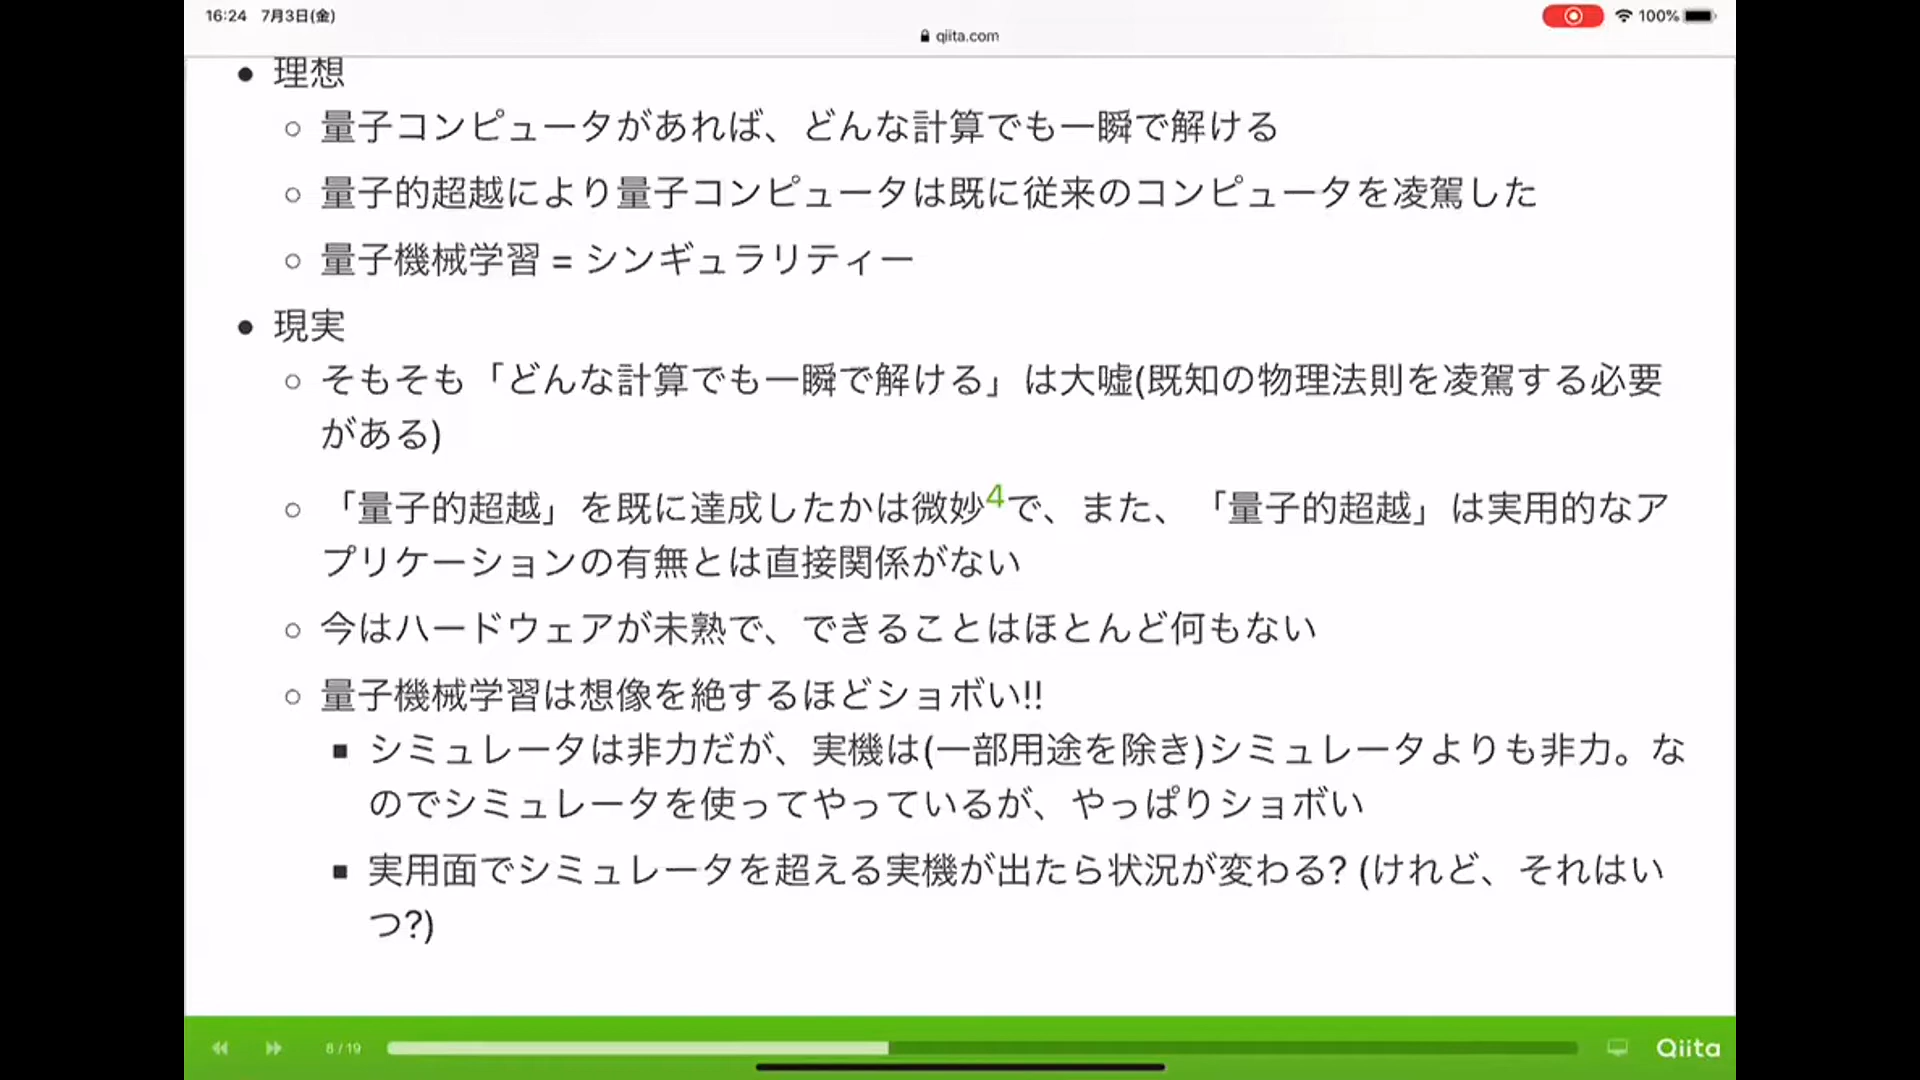 16:24 7月3日(金)
100%
qiita.com
● 理想
○ 量子コンピュータがあれば、どんな計算でも一瞬で解ける
○ 量子的超越により量子コンピュータは既に従来のコンピュータを凌駕した
○ 量子機械学習 = シンギュラリティー
● 現実
○ そもそも「どんな計算でも一瞬で解ける」は大嘘(既知の物理法則を凌駕する必要
がある)
○ 「量子的超越」を既に達成したかは微妙4で、また、「量子的超越」は実用的なア
プリケーションの有無とは直接関係がない
○ 今はハードウェアが未熟で、できることはほとんど何もない
○ 量子機械学習は想像を絶するほどショボい!!
■ シミュレータは非力だが、実機は(一部用途を除き)シミュレータよりも非力。な
のでシミュレータを使ってやっているが、やっぱりショボい
■ 実用面でシミュレータを超える実機が出たら状況が変わる? (けれど、それはい
つ?)
8 / 19
Qiita